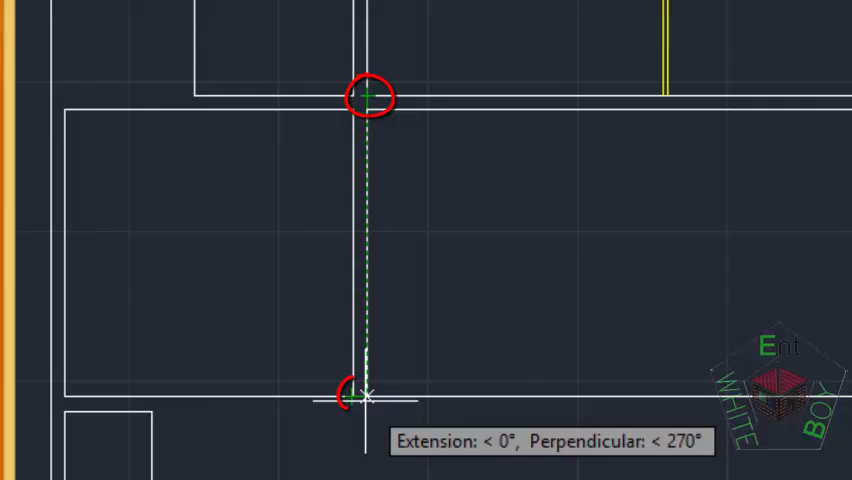 Ent
WHITE
BOY
Extension: < 0°, Perpendicular: < 270°